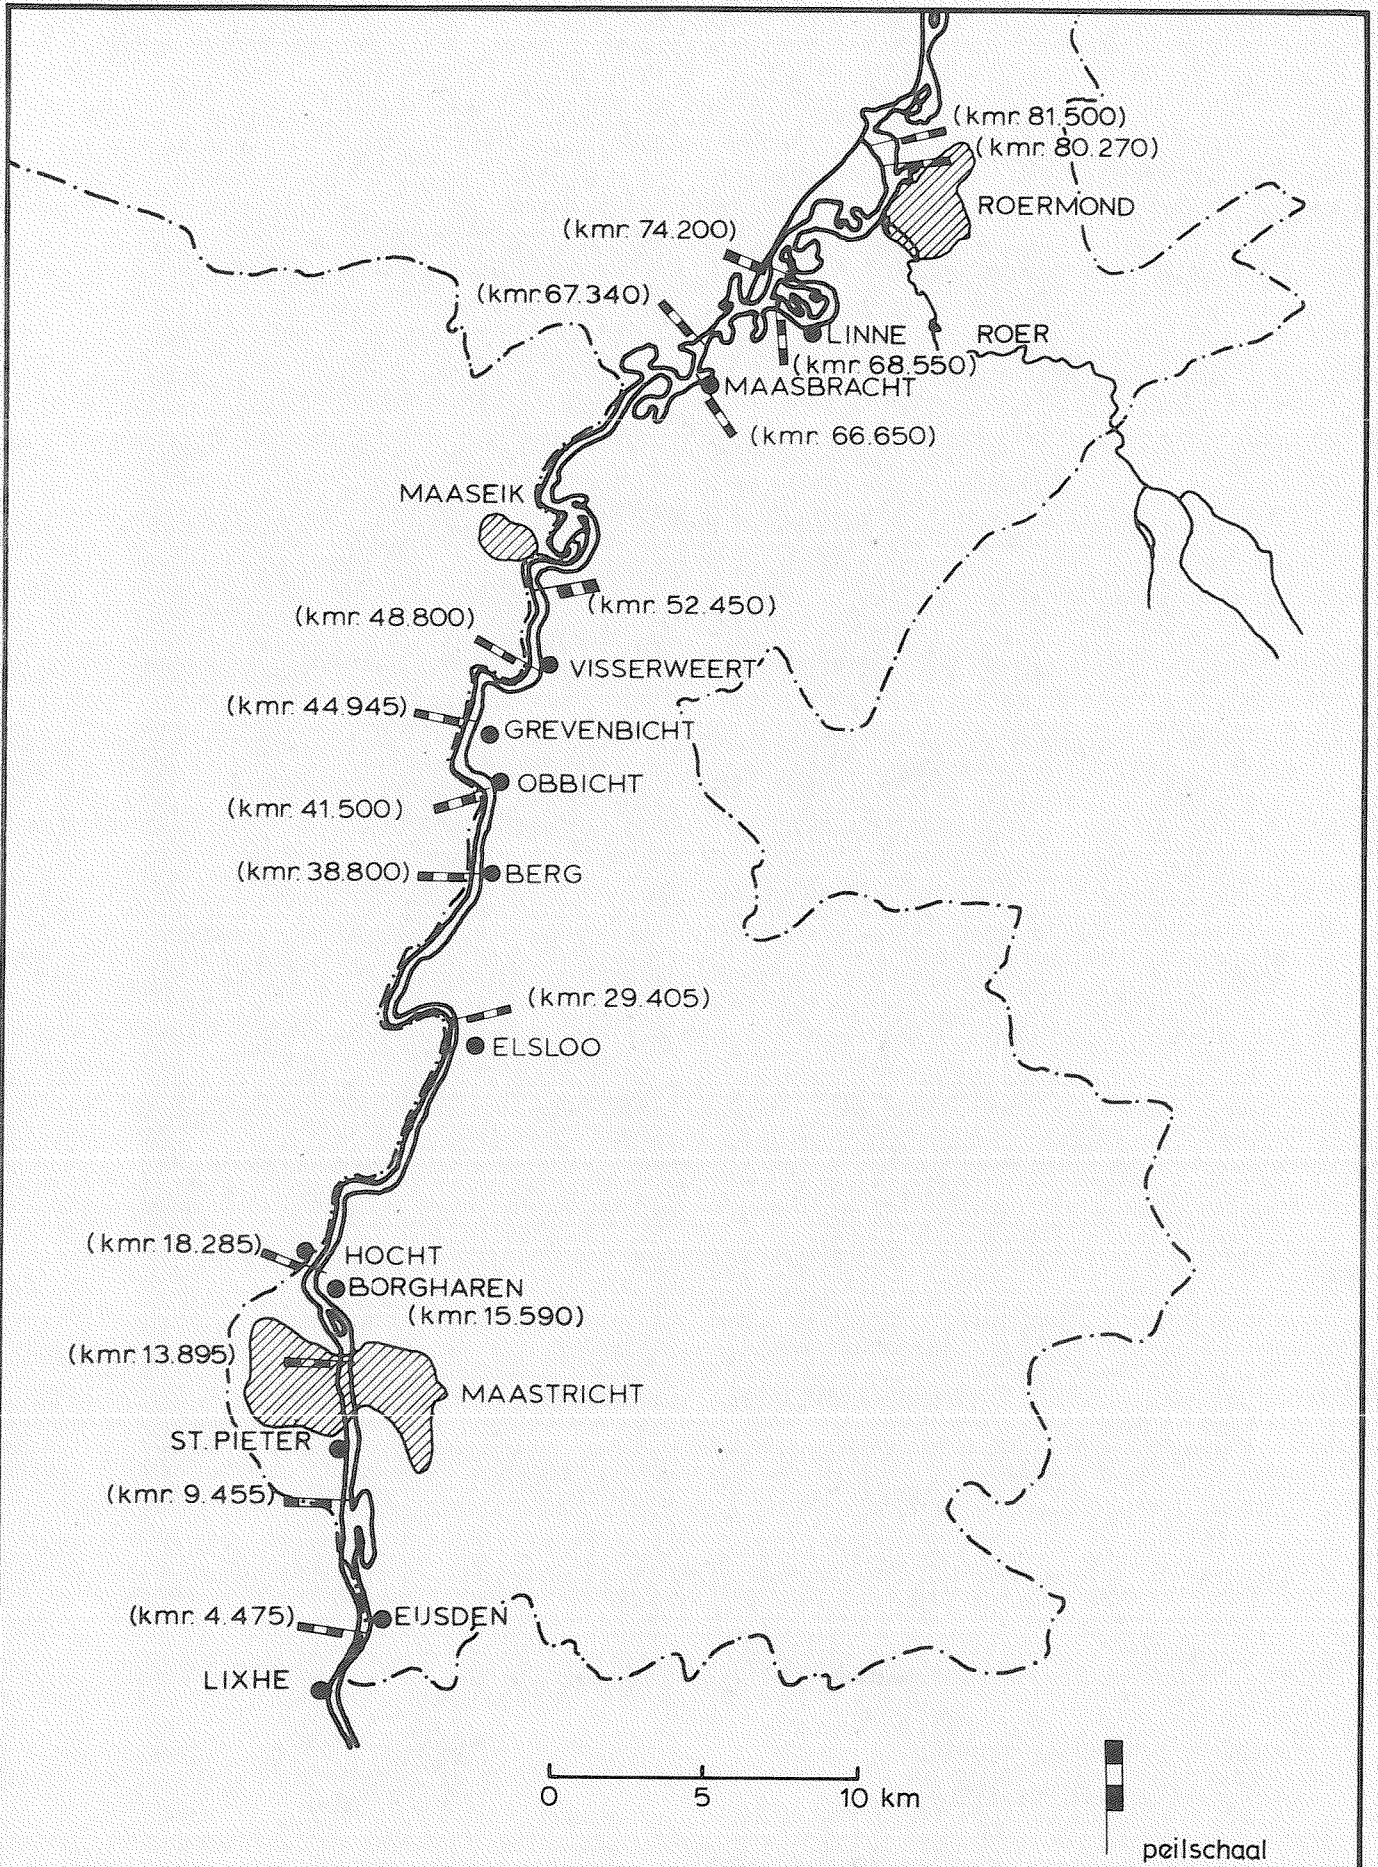 (kmr. 81.500)
(kmr. 80.270)
ROERMOND
(kmr. 74.200)
(kmr 67.340)
LINNE
ROER
(kmr. 68.550)
MAASBRACHT
(kmr. 66.650)
MAASEIK
(kmr. 52.450)
(kmr. 48.800)
VISSERWEERT
(kmr. 44.945)
GREVENBICHT
OBBICHT
(kmr. 41.500)
(kmr. 38.800)
BERG
(kmr. 29.405)
ELSLOO
(kmr. 18.285)
HOCHT
BORGHAREN
(kmr. 15.590)
(kmr. 13.895)
MAASTRICHT
ST. PIETER
(kmr. 9.455)
(kmr. 4.475)
EIJSDEN
LIXHE
0 5 10 km
peilschaal